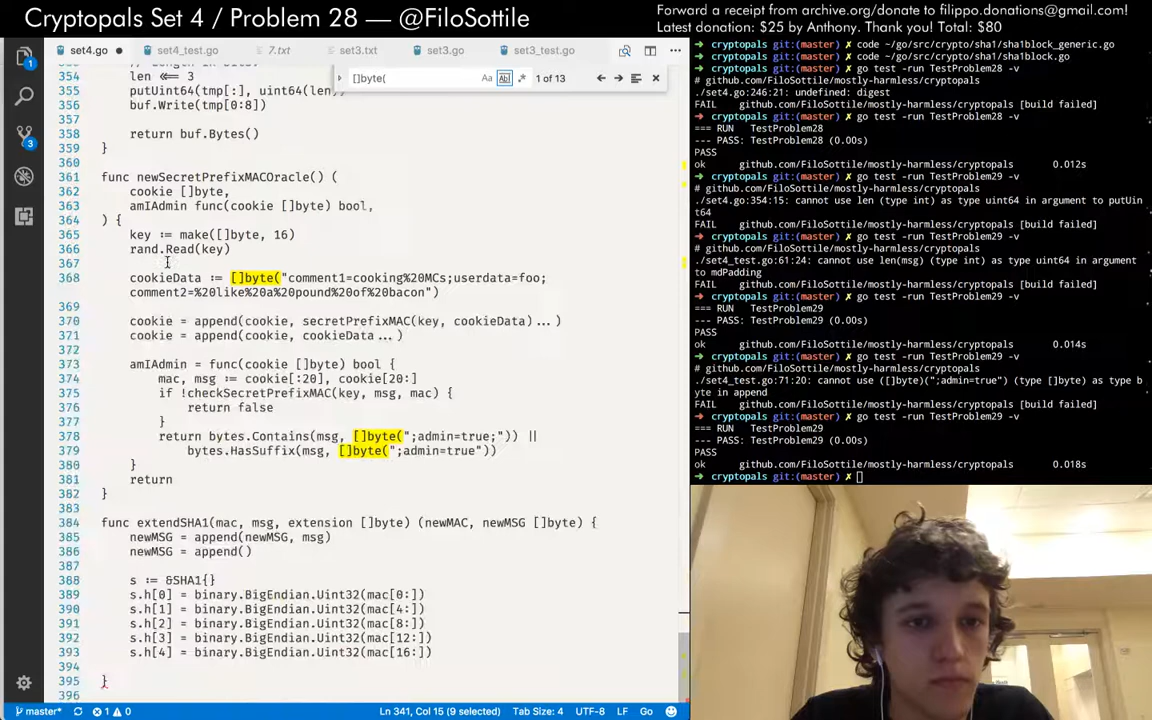 Cryptopals Set 4 / Problem 28 — @FiloSottile
Forward a receipt from archive.org/donate to filippo.donations@gmail.com!
Latest donation: $25 by Anthony. Thank you! Total: $80
set4.go
set4_test.go
7.txt
set3.txt
set3.go
set3_test.go
[]byte(
1 of 13
354 len <<= 3
355 putUint64(tmp[:], uint64(len))
356 buf.Write(tmp[0:8])
357
358 return buf.Bytes()
359 }
360
361 func newSecretPrefixMACOracle() (
362 cookie []byte,
363 amIAdmin func(cookie []byte) bool,
364 ) {
365 key := make([]byte, 16)
366 rand.Read(key)
367
368 cookieData := []byte("comment1=cooking%20MCs;userdata=foo;
comment2=%20like%20a%20pound%20of%20bacon")
369
370 cookie = append(cookie, secretPrefixMAC(key, cookieData)...)
371 cookie = append(cookie, cookieData...)
372
373 amIAdmin = func(cookie []byte) bool {
374 mac, msg := cookie[:20], cookie[20:]
375 if !checkSecretPrefixMAC(key, msg, mac) {
376 return false
377 }
378 return bytes.Contains(msg, []byte(";admin=true;")) ||
379 bytes.HasSuffix(msg, []byte(";admin=true"))
380 }
381 return
382 }
383
384 func extendSHA1(mac, msg, extension []byte) (newMAC, newMSG []byte) {
385 newMSG = append(newMSG, msg)
386 newMSG = append()
387
388 s := &SHA1{}
389 s.h[0] = binary.BigEndian.Uint32(mac[0:])
390 s.h[1] = binary.BigEndian.Uint32(mac[4:])
391 s.h[2] = binary.BigEndian.Uint32(mac[8:])
392 s.h[3] = binary.BigEndian.Uint32(mac[12:])
393 s.h[4] = binary.BigEndian.Uint32(mac[16:])
394
395 }
396
master* 1 0 Ln 341, Col 15 (9 selected) Tab Size: 4 UTF-8 LF Go
➜ cryptopals git:(master) ✗ code ~/go/src/crypto/sha1/sha1block_generic.go
➜ cryptopals git:(master) ✗ code ~/go/src/crypto/sha1/sha1block.go
➜ cryptopals git:(master) ✗ go test -run TestProblem28 -v
# github.com/FiloSottile/mostly-harmless/cryptopals
./set4.go:246:21: undefined: digest
FAIL github.com/FiloSottile/mostly-harmless/cryptopals [build failed]
➜ cryptopals git:(master) ✗ go test -run TestProblem28 -v
=== RUN TestProblem28
--- PASS: TestProblem28 (0.00s)
PASS
ok github.com/FiloSottile/mostly-harmless/cryptopals 0.012s
➜ cryptopals git:(master) ✗ go test -run TestProblem29 -v
# github.com/FiloSottile/mostly-harmless/cryptopals
./set4.go:354:15: cannot use len (type int) as type uint64 in argument to putUin
t64
FAIL github.com/FiloSottile/mostly-harmless/cryptopals [build failed]
➜ cryptopals git:(master) ✗ go test -run TestProblem29 -v
# github.com/FiloSottile/mostly-harmless/cryptopals
./set4_test.go:61:24: cannot use len(msg) (type int) as type uint64 in argument
to mdPadding
FAIL github.com/FiloSottile/mostly-harmless/cryptopals [build failed]
➜ cryptopals git:(master) ✗ go test -run TestProblem29 -v
=== RUN TestProblem29
--- PASS: TestProblem29 (0.00s)
PASS
ok github.com/FiloSottile/mostly-harmless/cryptopals 0.014s
➜ cryptopals git:(master) ✗ go test -run TestProblem29 -v
# github.com/FiloSottile/mostly-harmless/cryptopals
./set4_test.go:71:20: cannot use ([]byte)(";admin=true") (type []byte) as type b
yte in append
FAIL github.com/FiloSottile/mostly-harmless/cryptopals [build failed]
➜ cryptopals git:(master) ✗ go test -run TestProblem29 -v
=== RUN TestProblem29
--- PASS: TestProblem29 (0.00s)
PASS
ok github.com/FiloSottile/mostly-harmless/cryptopals 0.018s
➜ cryptopals git:(master) ✗